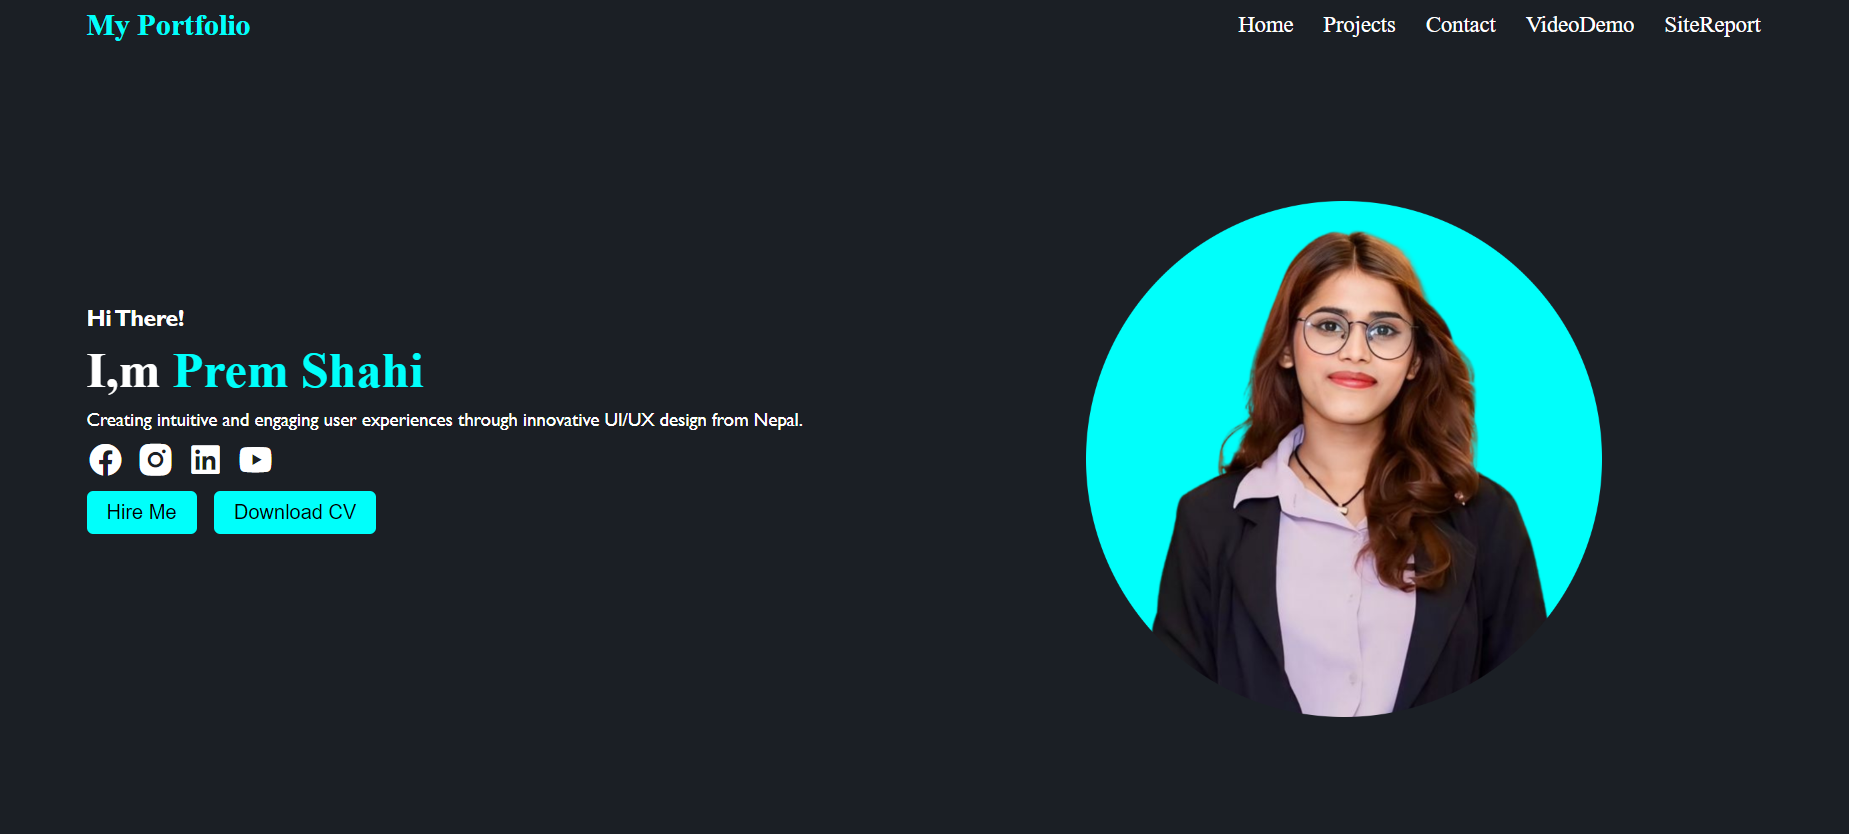 My Portfolio
Home Projects Contact VideoDemo SiteReport
Hi There!
I,m Prem Shahi
Creating intuitive and engaging user experiences through innovative UI/UX design from Nepal.
Hire Me Download CV